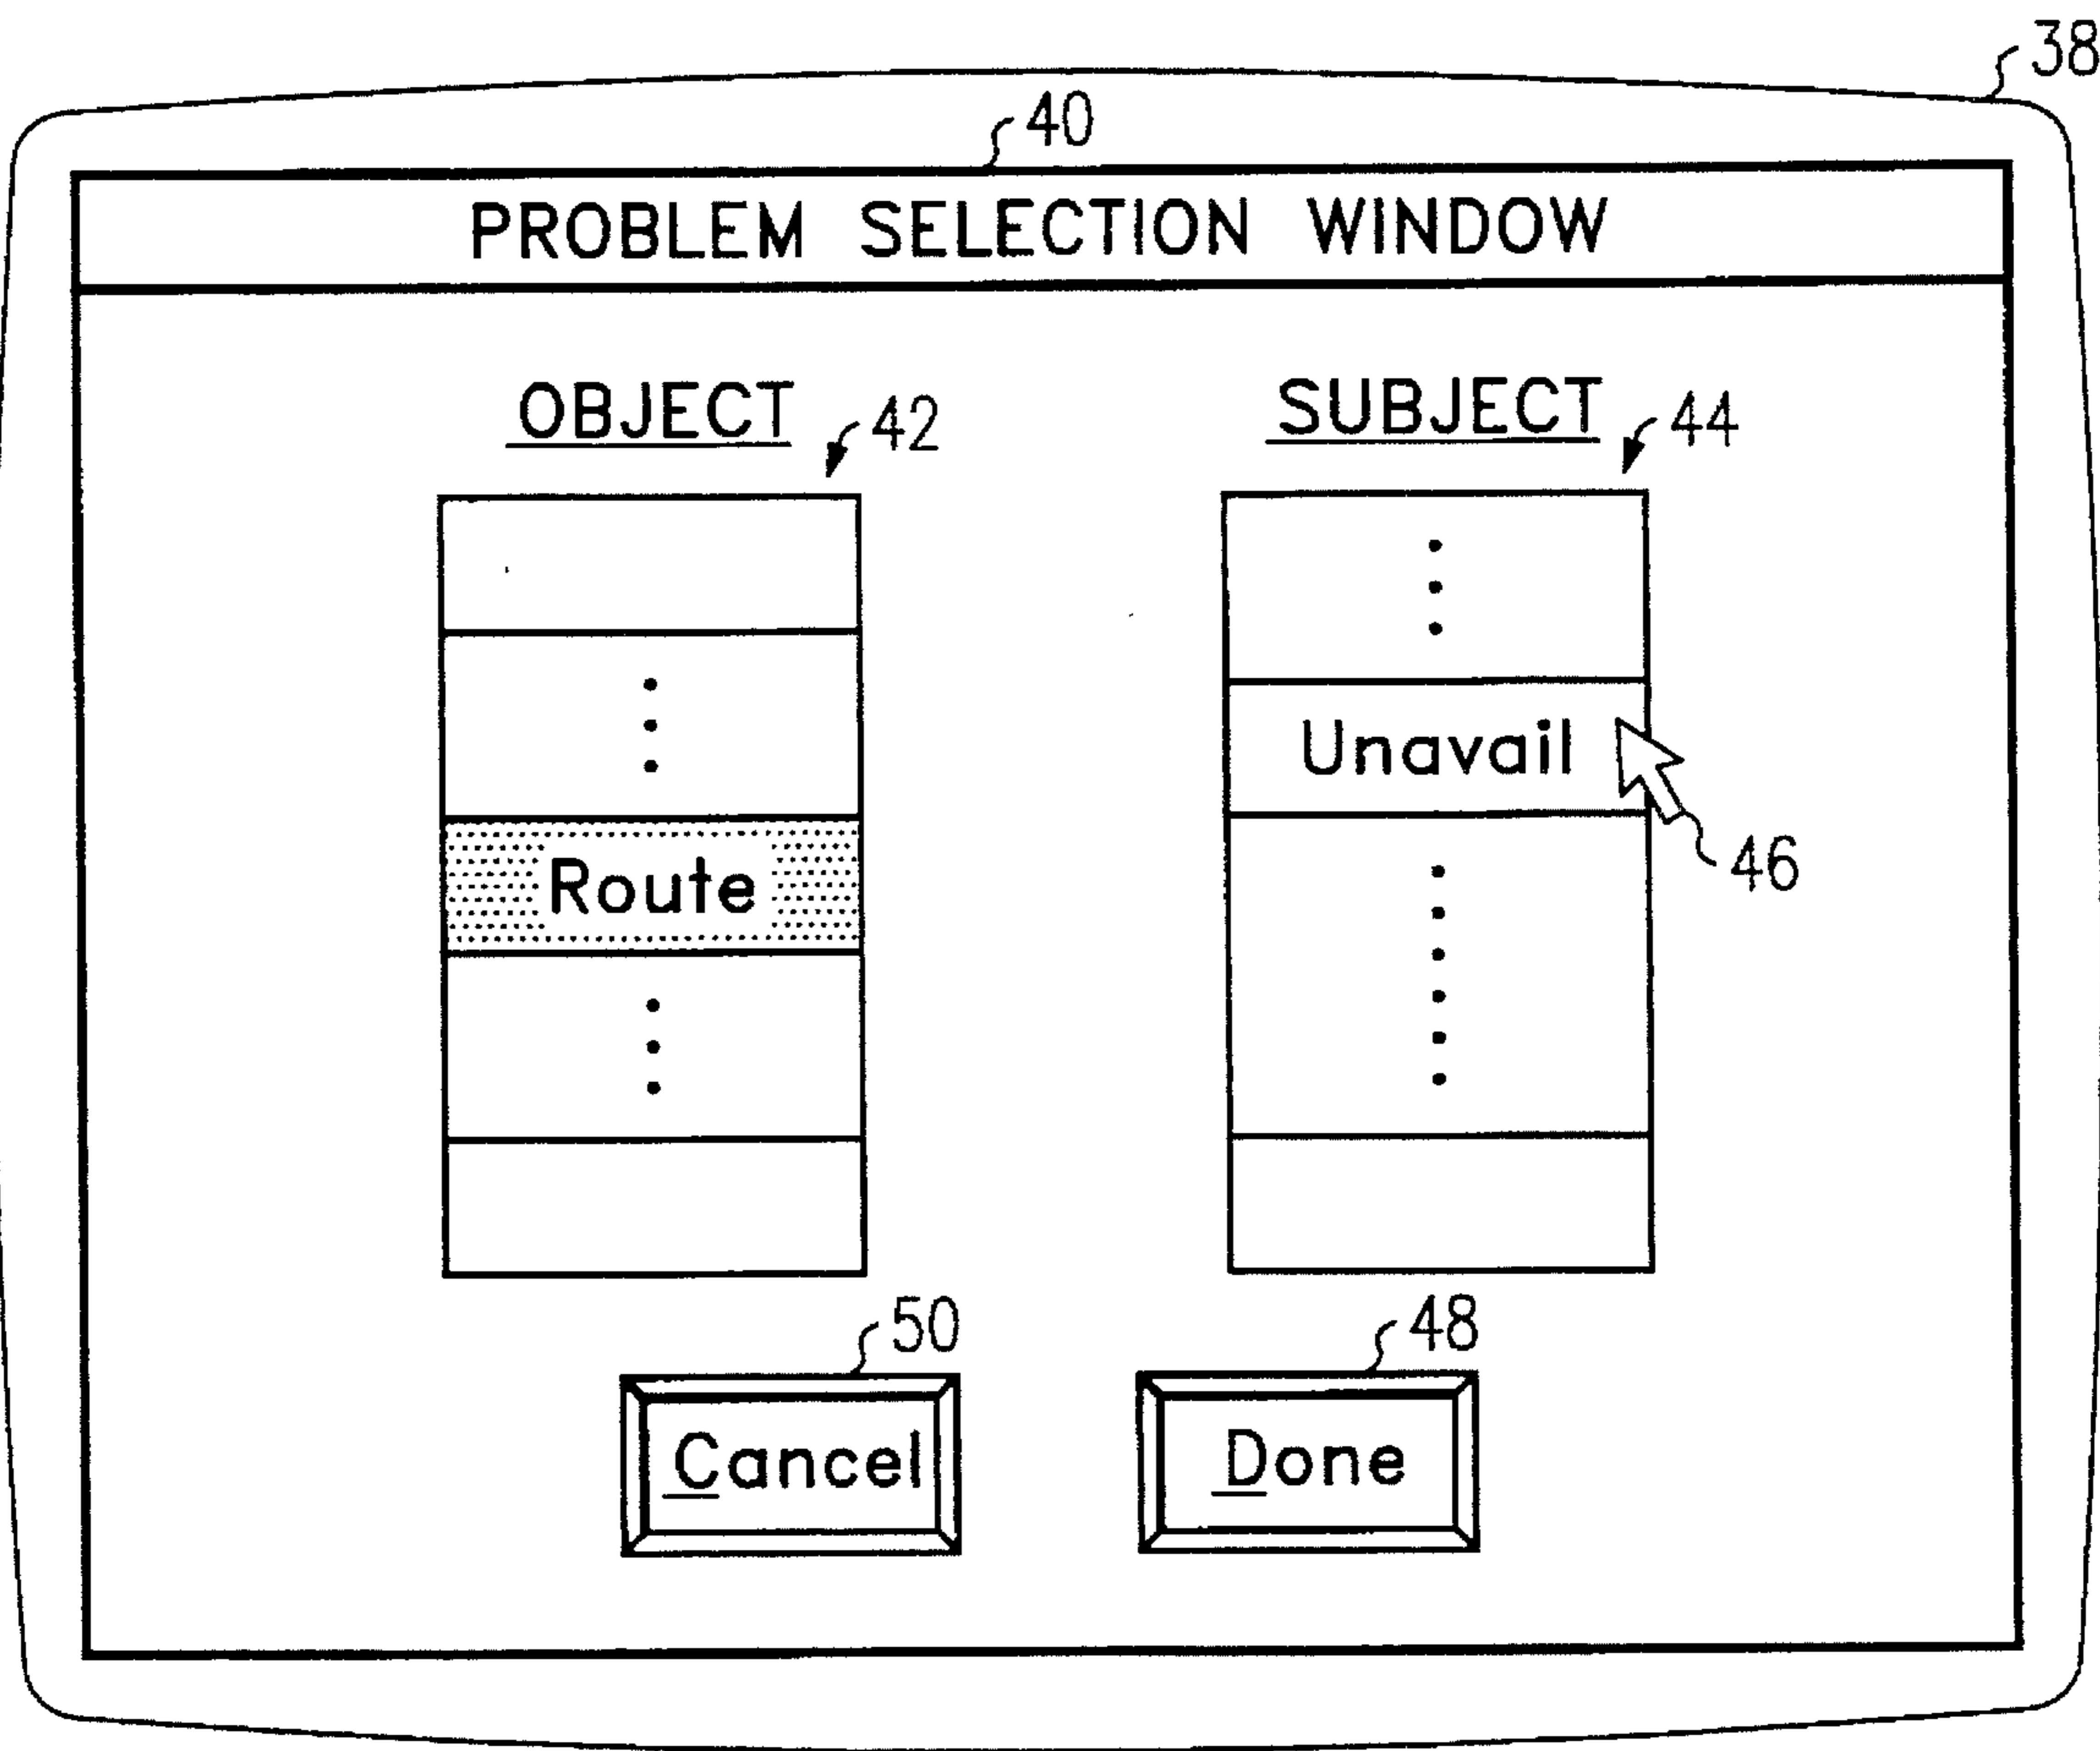 38
40
PROBLEM SELECTION WINDOW
OBJECT 42
SUBJECT 44
Unavail
Route
46
50
48
Cancel
Done